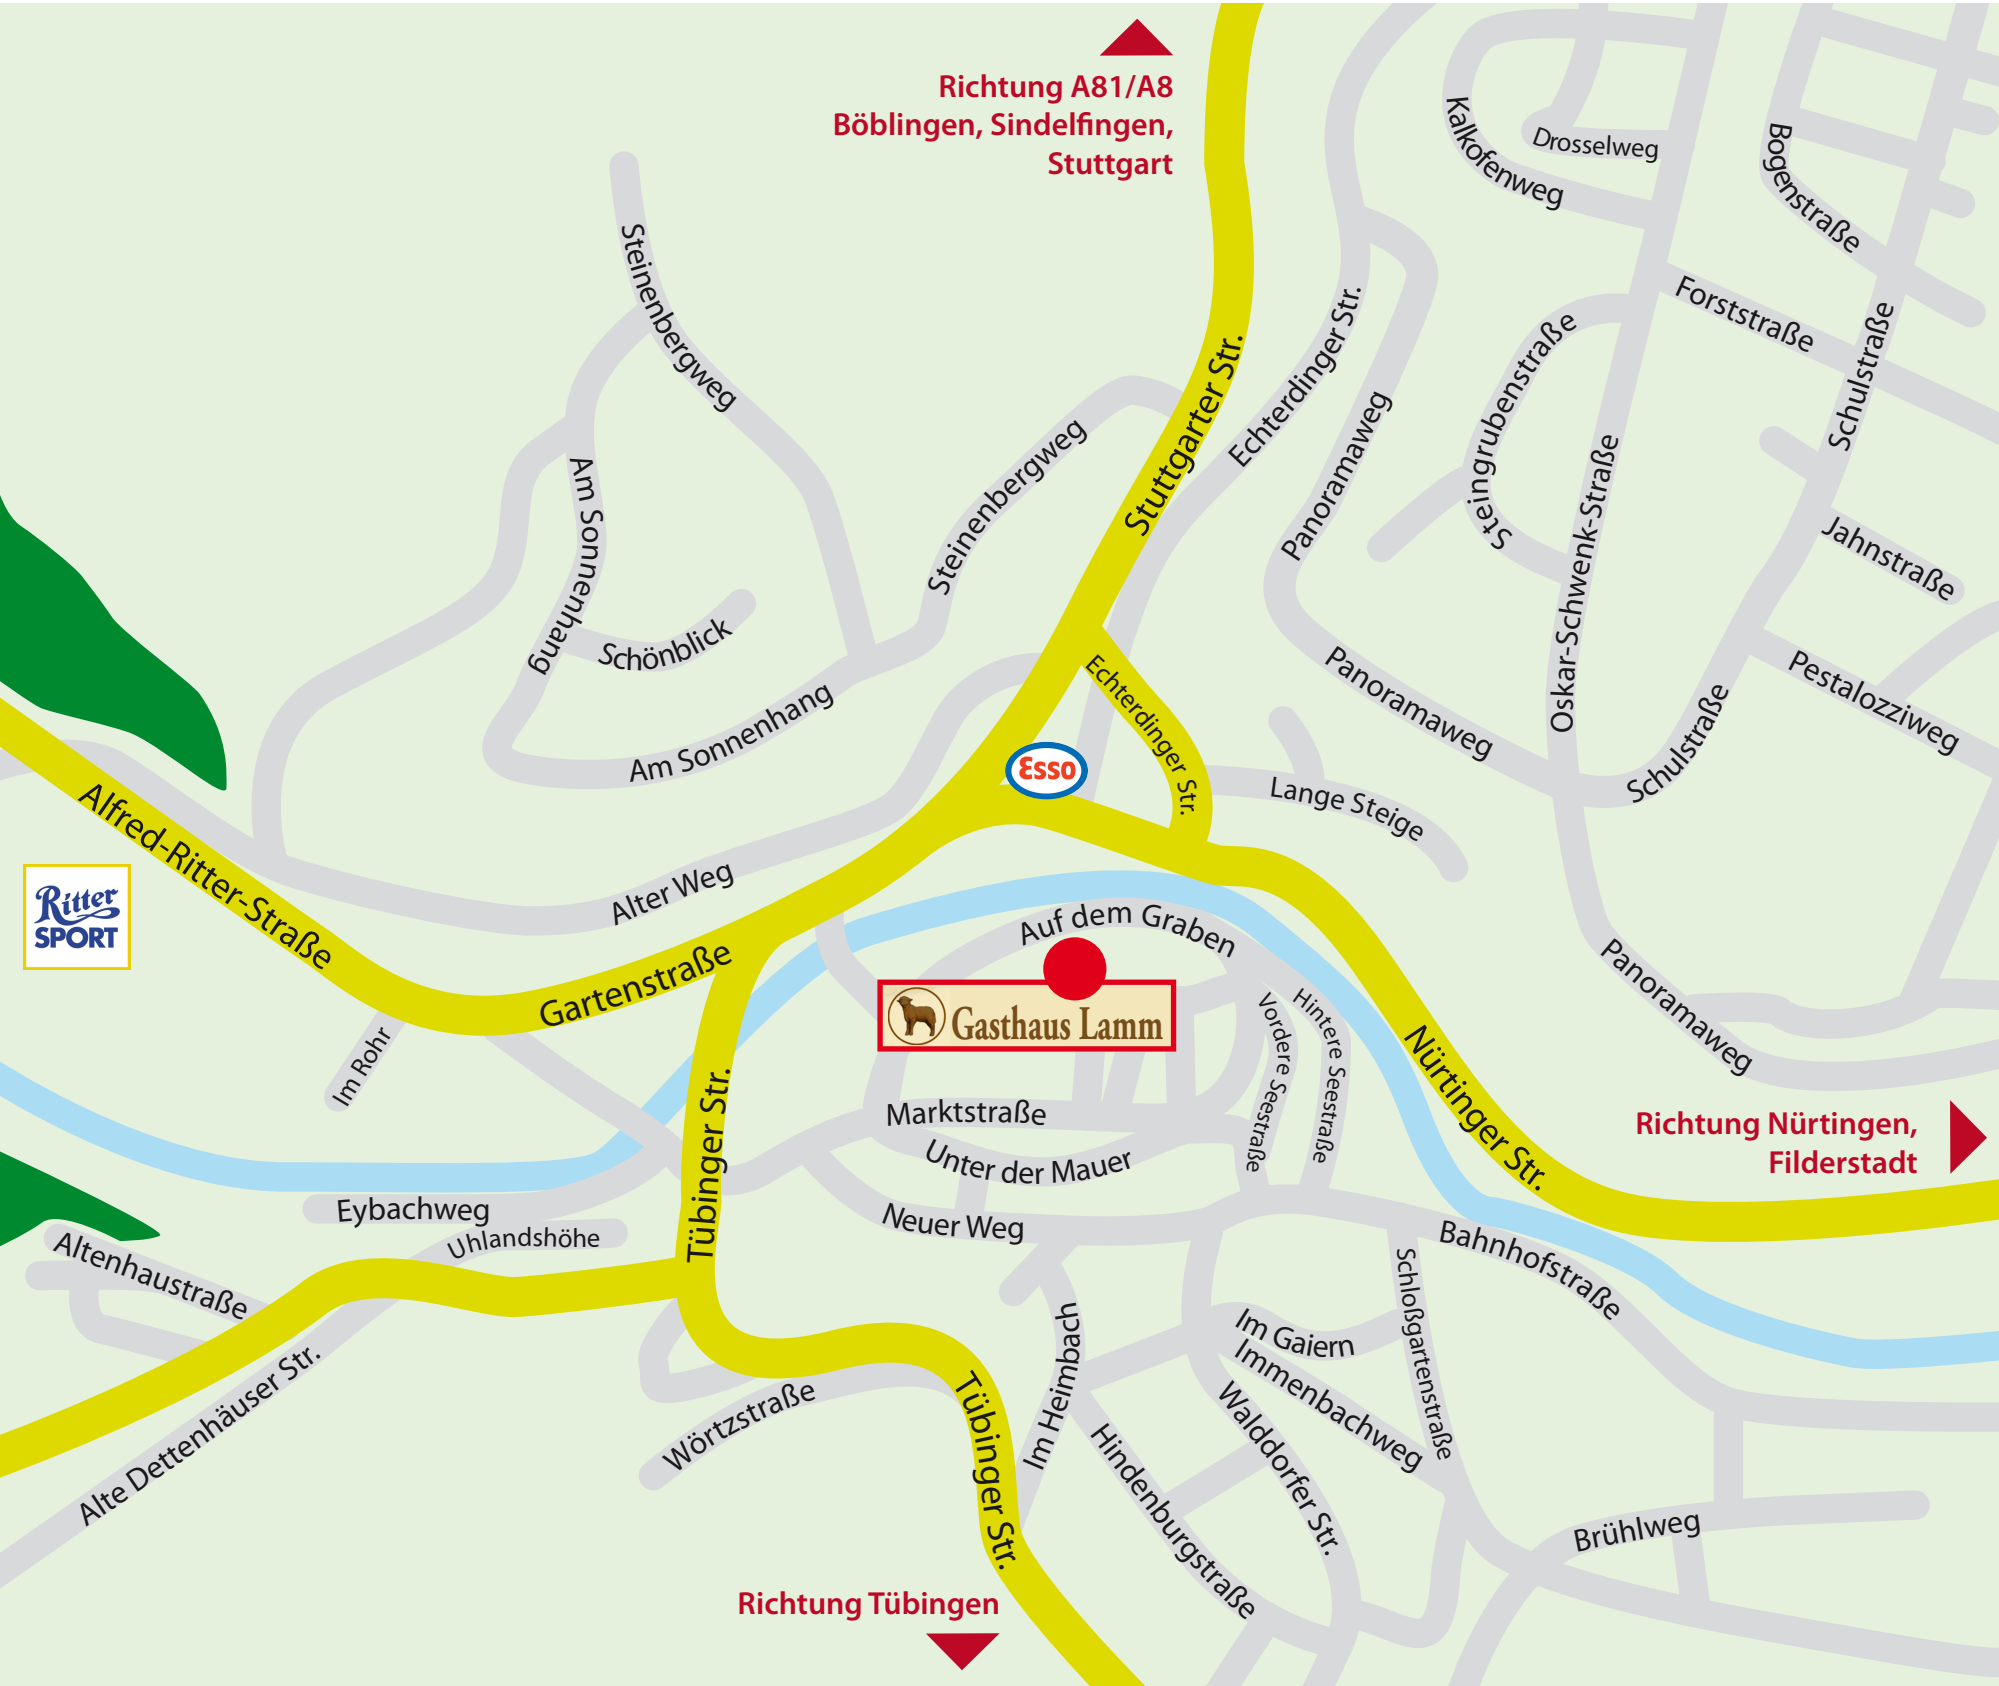 Richtung A81/A8
Böblingen, Sindelfingen,
Stuttgart
Kalkofenweg
Drosselweg
Bogenstraße
Steinenbergweg
Forststraße
Echterdinger Str.
Steingrubenstraße
Schulstraße
Stuttgarter Str.
Panoramaweg
Steinenbergweg
Oskar-Schwenk-Straße
Am Sonnenhang
Jahnstraße
Schönblick
Echterdinger Str.
Panoramaweg
Pestalozziweg
Am Sonnenhang
Schulstraße
Esso
Lange Steige
Alfred-Ritter-Straße
Alter Weg
Ritter
SPORT
Auf dem Graben
Gartenstraße
Panoramaweg
Gasthaus Lamm
Vordere Seestraße
Hintere Seestraße
Im Rohr
Nürtinger Str.
Tübinger Str.
Marktstraße
Richtung Nürtingen,
Filderstadt
Unter der Mauer
Eybachweg
Neuer Weg
Uhlandshöhe
Altenhaustraße
Bahnhofstraße
Schloßgartenstraße
Im Gaiern
Im Heimbach
Immenbachweg
Alte Dettenhäuser Str.
Wörtzstraße
Tübinger Str.
Walddorfer Str.
Hindenburgstraße
Brühlweg
Richtung Tübingen